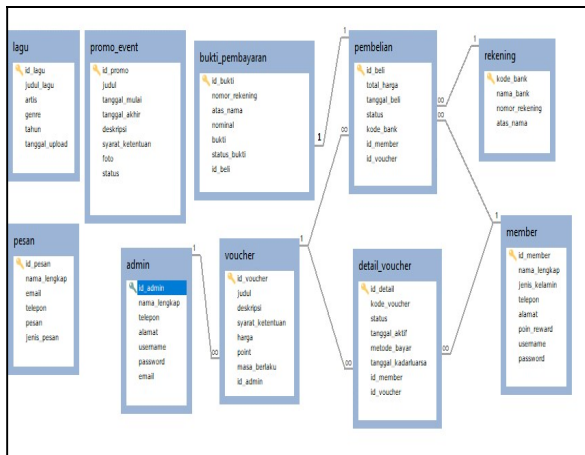 lagu
id_lagu
judul_lagu
artis
genre
tahun
tanggal_upload
promo_event
id_promo
judul
tanggal_mulai
tanggal_akhir
deskripsi
syarat_ketentuan
foto
status
bukti_pembayaran
id_bukti
nomor_rekening
atas_nama
nominal
bukti
status_bukti
id_beli
1
1
pembelian
id_beli
total_harga
tanggal_beli
status
kode_bank
id_member
id_voucher
∞
∞
∞
1
rekening
kode_bank
nama_bank
nomor_rekening
atas_nama
pesan
id_pesan
nama_lengkap
email
telepon
pesan
jenis_pesan
admin
id_admin
nama_lengkap
telepon
alamat
username
password
email
1
∞
voucher
id_voucher
judul
deskripsi
syarat_ketentuan
harga
point
masa_berlaku
id_admin
1
∞
detail_voucher
id_detail
kode_voucher
status
tanggal_aktif
metode_bayar
tanggal_kadarluarsa
id_member
id_voucher
∞
1
member
id_member
nama_lengkap
jenis_kelamin
telepon
alamat
poin_reward
username
password